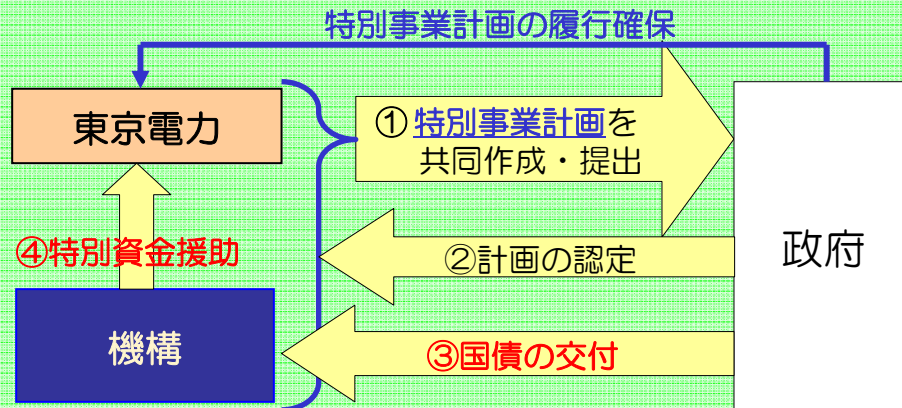 特別事業計画の履行確保
東京電力
①特別事業計画を
共同作成・提出
政府
②計画の認定
④特別資金援助
機構
③国債の交付